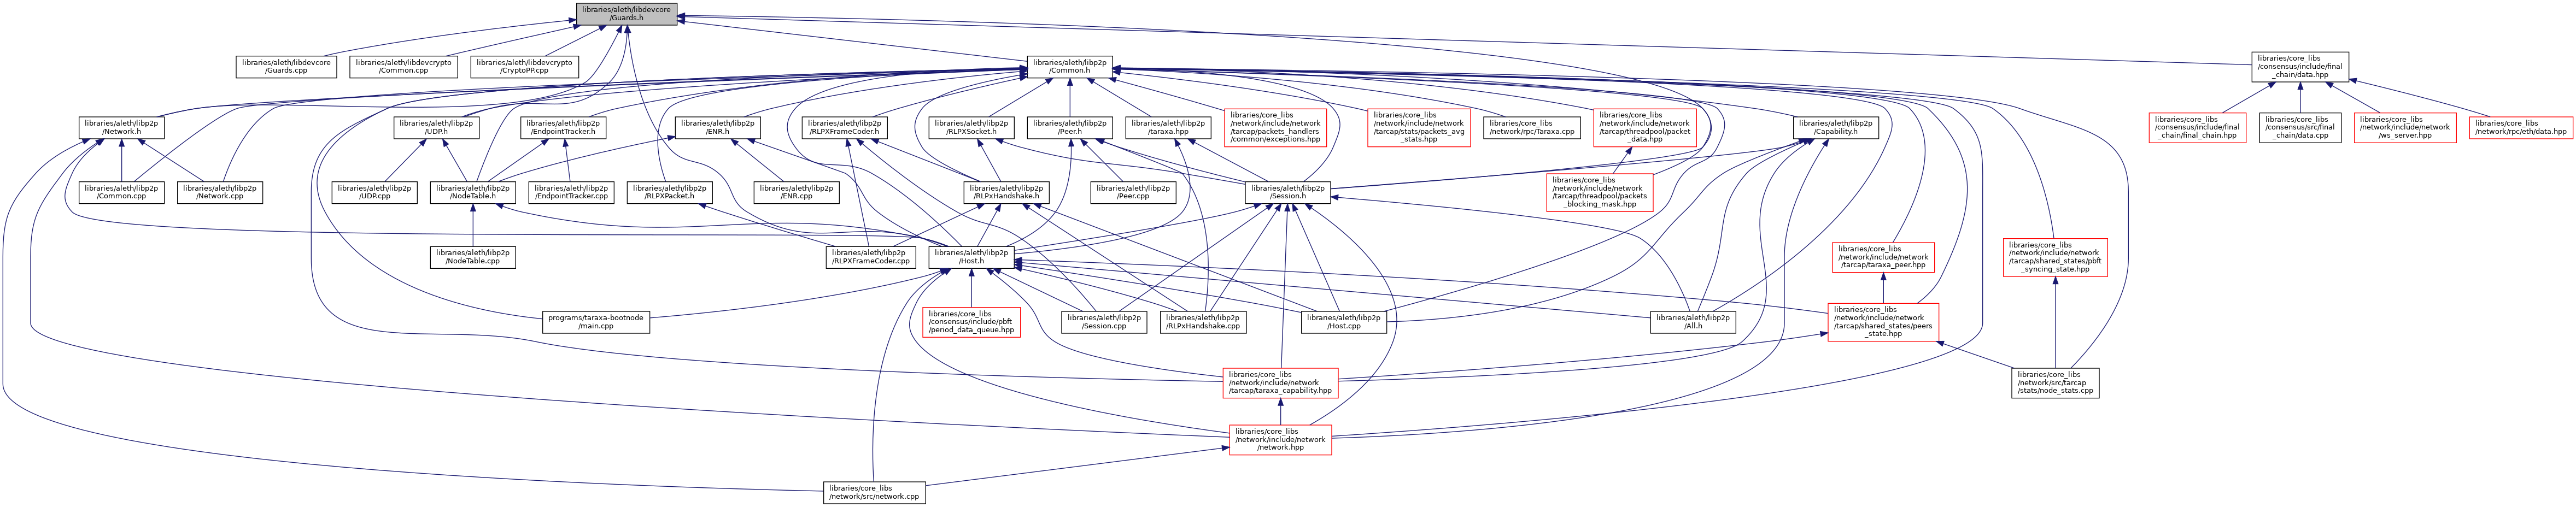 libraries/aleth/libdevcore
/Guards.h
libraries/aleth/libdevcore
/Guards.cpp
libraries/aleth/libdevcrypto
/Common.cpp
libraries/aleth/libdevcrypto
/CryptoPP.cpp
libraries/aleth/libp2p
/Common.h
libraries/core_libs
/consensus/include/final
_chain/data.hpp
libraries/aleth/libp2p
/Network.h
libraries/aleth/libp2p
/UDP.h
libraries/aleth/libp2p
/EndpointTracker.h
libraries/aleth/libp2p
/ENR.h
libraries/aleth/libp2p
/RLPXFrameCoder.h
libraries/aleth/libp2p
/RLPXSocket.h
libraries/aleth/libp2p
/Peer.h
libraries/aleth/libp2p
/taraxa.hpp
libraries/core_libs
/network/include/network
/tarcap/packets_handlers
/common/exceptions.hpp
libraries/core_libs
/network/include/network
/tarcap/stats/packets_avg
_stats.hpp
libraries/core_libs
/network/rpc/Taraxa.cpp
libraries/core_libs
/network/include/network
/tarcap/threadpool/packet
_data.hpp
libraries/aleth/libp2p
/Capability.h
libraries/core_libs
/consensus/include/final
_chain/final_chain.hpp
libraries/core_libs
/consensus/src/final
_chain/data.cpp
libraries/core_libs
/network/include/network
/ws_server.hpp
libraries/core_libs
/network/rpc/eth/data.hpp
libraries/aleth/libp2p
/Common.cpp
libraries/aleth/libp2p
/Network.cpp
libraries/aleth/libp2p
/UDP.cpp
libraries/aleth/libp2p
/NodeTable.h
libraries/aleth/libp2p
/EndpointTracker.cpp
libraries/aleth/libp2p
/RLPXPacket.h
libraries/aleth/libp2p
/ENR.cpp
libraries/aleth/libp2p
/RLPxHandshake.h
libraries/aleth/libp2p
/Peer.cpp
libraries/aleth/libp2p
/Session.h
libraries/core_libs
/network/include/network
/tarcap/threadpool/packets
_blocking_mask.hpp
libraries/aleth/libp2p
/NodeTable.cpp
libraries/aleth/libp2p
/RLPXFrameCoder.cpp
libraries/aleth/libp2p
/Host.h
libraries/core_libs
/network/include/network
/tarcap/taraxa_peer.hpp
libraries/core_libs
/network/include/network
/tarcap/shared_states/pbft
_syncing_state.hpp
programs/taraxa-bootnode
/main.cpp
libraries/core_libs
/consensus/include/pbft
/period_data_queue.hpp
libraries/aleth/libp2p
/Session.cpp
libraries/aleth/libp2p
/RLPxHandshake.cpp
libraries/aleth/libp2p
/Host.cpp
libraries/aleth/libp2p
/All.h
libraries/core_libs
/network/include/network
/tarcap/shared_states/peers
_state.hpp
libraries/core_libs
/network/include/network
/tarcap/taraxa_capability.hpp
libraries/core_libs
/network/src/tarcap
/stats/node_stats.cpp
libraries/core_libs
/network/include/network
/network.hpp
libraries/core_libs
/network/src/network.cpp